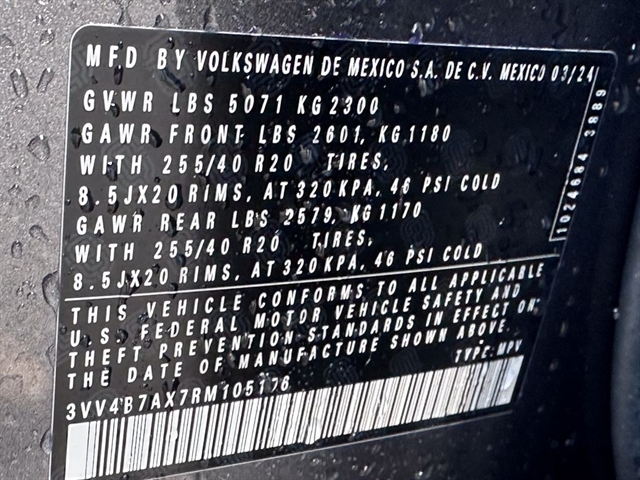 MFD BY VOLKSWAGEN DE MEXICO S.A. DE C.V. MEXICO 03/24
GVWR LBS 5071 KG 2300
GAWR FRONT LBS 2601, KG 1180
WITH 255/40 R20 TIRES,
8.5JX20 RIMS, AT 320 KPA, 46 PSI COLD
GAWR REAR LBS 2579, KG 1170
WITH 255/40 R20 TIRES,
8.5JX20 RIMS, AT 320 KPA, 46 PSI COLD
1024684 3889
THIS VEHICLE CONFORMS TO ALL APPLICABLE
U.S. FEDERAL MOTOR VEHICLE SAFETY AND
THEFT PREVENTION STANDARDS IN EFFECT ON
THE DATE OF MANUFACTURE SHOWN ABOVE.
TYPE: MPV
3VV4B7AX7RM105176